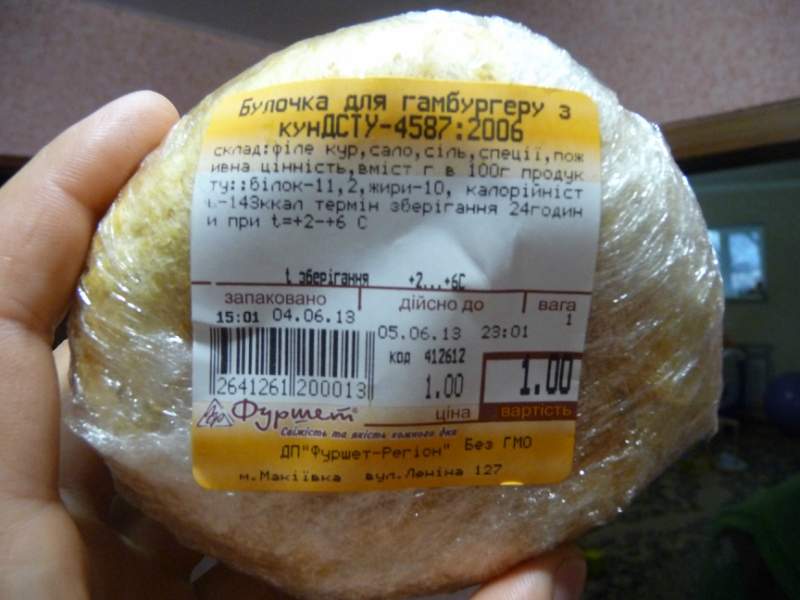 Булочка для гамбургеру з
кунДСТУ-4587:2006
склад:філе кур,сало,сіль,спеції,пож
ивна цінність,вміст г в 100г продук
ту::білок-11,2,жири-10, калорійніст
ь-143ккал термін зберігання 24годин
и при t=+2-+6 С
t зберігання +2...+6С
запаковано дійсно до вага
15:01 04.06.13 05.06.13 23:01 1
код 412612
2641261 200013 1.00 1.00
Фуршет® ціна вартість
Свіжість та якість кожного дня
ДП"Фуршет-Регіон" Без ГМО
м.Макіївка вул.Леніна 127